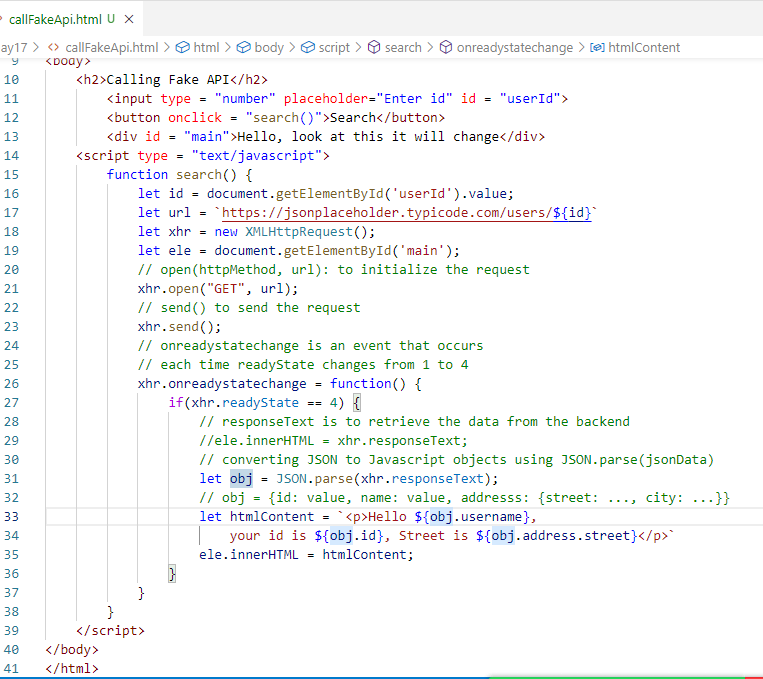 callFakeApi.html U ×
ay17 > <> callFakeApi.html > html > body > script > search > onreadystatechange > htmlContent
9 <body>
10 <h2>Calling Fake API</h2>
11 <input type = "number" placeholder="Enter id" id = "userId">
12 <button onclick = "search()">Search</button>
13 <div id = "main">Hello, look at this it will change</div>
14 <script type = "text/javascript">
15 function search() {
16 let id = document.getElementById('userId').value;
17 let url = `https://jsonplaceholder.typicode.com/users/${id}`
18 let xhr = new XMLHttpRequest();
19 let ele = document.getElementById('main');
20 // open(httpMethod, url): to initialize the request
21 xhr.open("GET", url);
22 // send() to send the request
23 xhr.send();
24 // onreadystatechange is an event that occurs
25 // each time readyState changes from 1 to 4
26 xhr.onreadystatechange = function() {
27 if(xhr.readyState == 4) {
28 // responseText is to retrieve the data from the backend
29 //ele.innerHTML = xhr.responseText;
30 // converting JSON to Javascript objects using JSON.parse(jsonData)
31 let obj = JSON.parse(xhr.responseText);
32 // obj = {id: value, name: value, addresss: {street: ..., city: ...}}
33 let htmlContent = `<p>Hello ${obj.username},
34 your id is ${obj.id}, Street is ${obj.address.street}</p>`
35 ele.innerHTML = htmlContent;
36 }
37 }
38 }
39 </script>
40 </body>
41 </html>